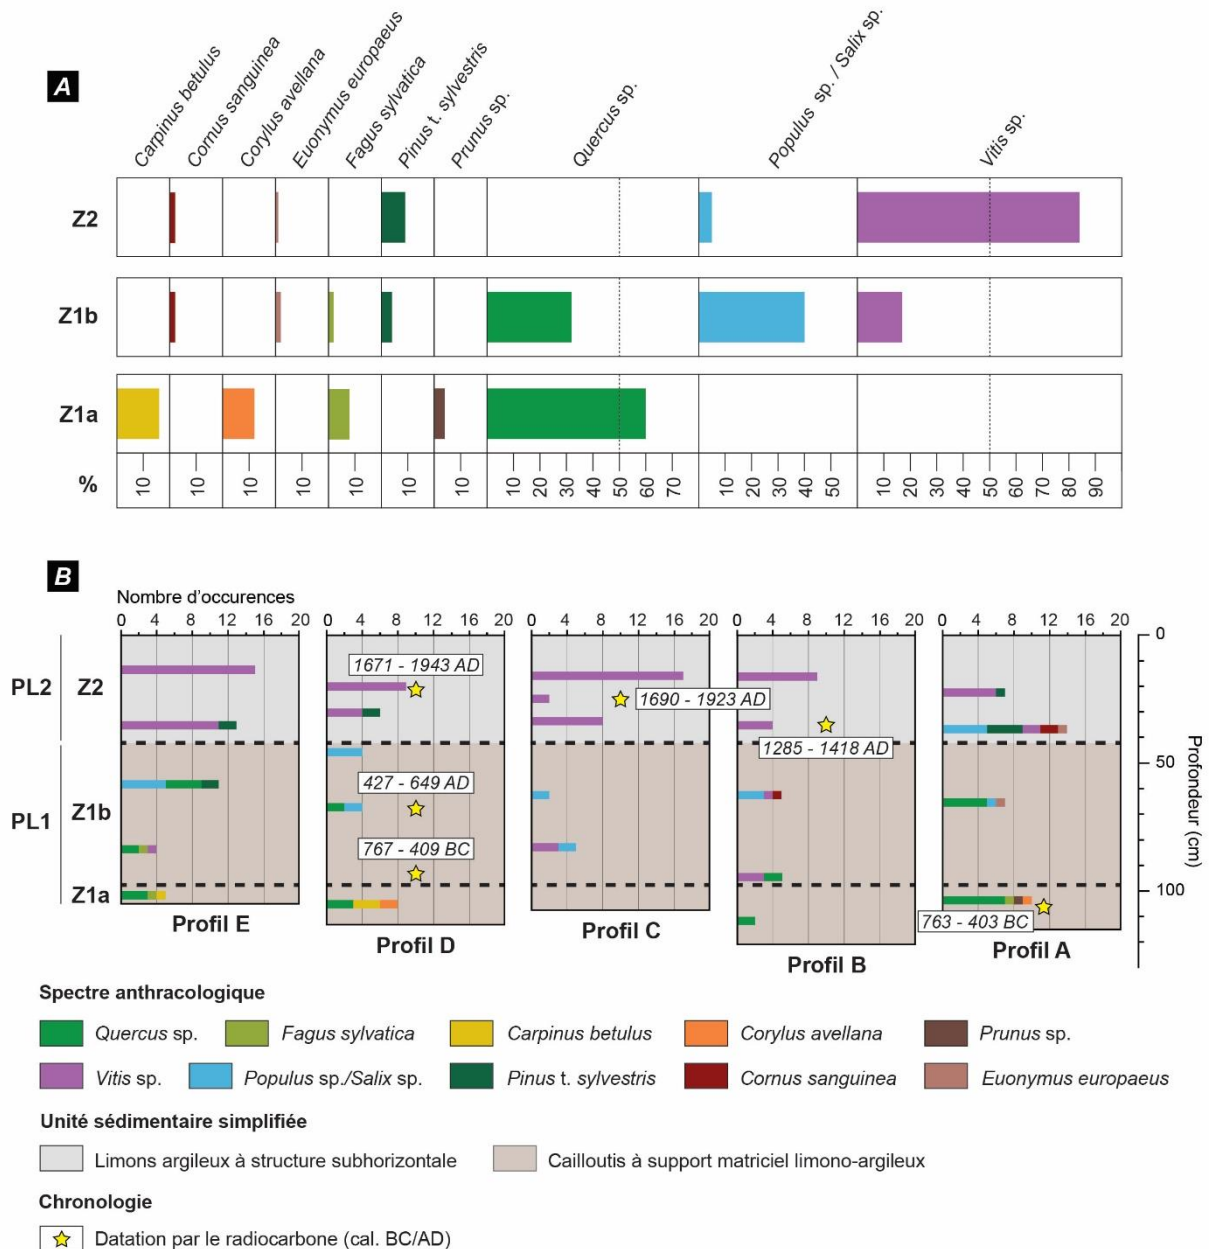 A
Carpinus betulus
Cornus sanguinea
Corylus avellana
Euonymus europaeus
Fagus sylvatica
Pinus t. sylvestris
Prunus sp.
Quercus sp.
Populus sp. / Salix sp.
Vitis sp.
Z2
Z1b
Z1a
% 10 10 10 10 10 10 10 10 20 30 40 50 60 70 10 20 30 40 50 10 20 30 40 50 60 70 80 90
B
Nombre d'occurences
0 4 8 12 16 20 0 4 8 12 16 20 0 4 8 12 16 20 0 4 8 12 16 20 0 4 8 12 16 20
0
PL2 Z2
1671 - 1943 AD
1690 - 1923 AD
1285 - 1418 AD
50
Profondeur (cm)
427 - 649 AD
PL1 Z1b
767 - 409 BC
Z1a
100
763 - 403 BC
Profil E
Profil D
Profil C
Profil B
Profil A
Spectre anthracologique
Quercus sp. Fagus sylvatica Carpinus betulus Corylus avellana Prunus sp.
Vitis sp. Populus sp./Salix sp. Pinus t. sylvestris Cornus sanguinea Euonymus europaeus
Unité sédimentaire simplifiée
Limons argileux à structure subhorizontale Cailloutis à support matriciel limono-argileux
Chronologie
Datation par le radiocarbone (cal. BC/AD)